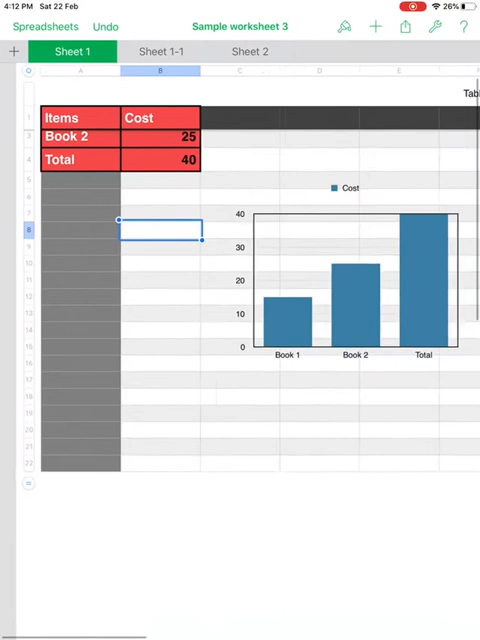 4:12 PM Sat 22 Feb 26%
Spreadsheets Undo Sample worksheet 3 ?
+ Sheet 1 Sheet 1-1 Sheet 2
A B C D E
Tab
1 Items Cost
3 Book 2 25
4 Total 40
5
6
7
8
9
10
11
12
13
14
15
16
17
18
19
20
21
22
Cost
40
30
20
10
0
Book 1 Book 2 Total